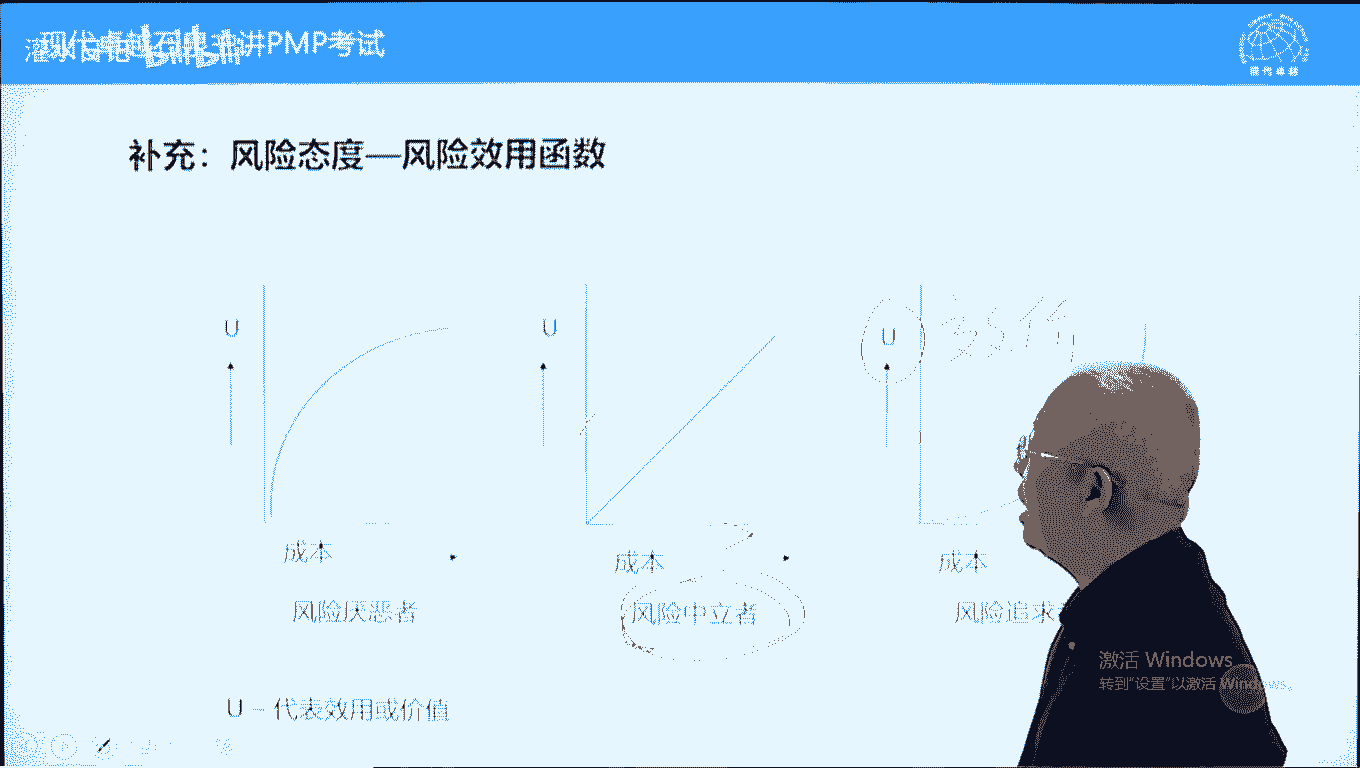 讲PMP考试
现代卓越
补充：风险态度—风险效用函数
U
U
U
成本
成本
成本
风险厌恶者
风险中立者
风险追求
U – 代表效用或价值
激活 Windows
转到“设置”以激活 Windows。